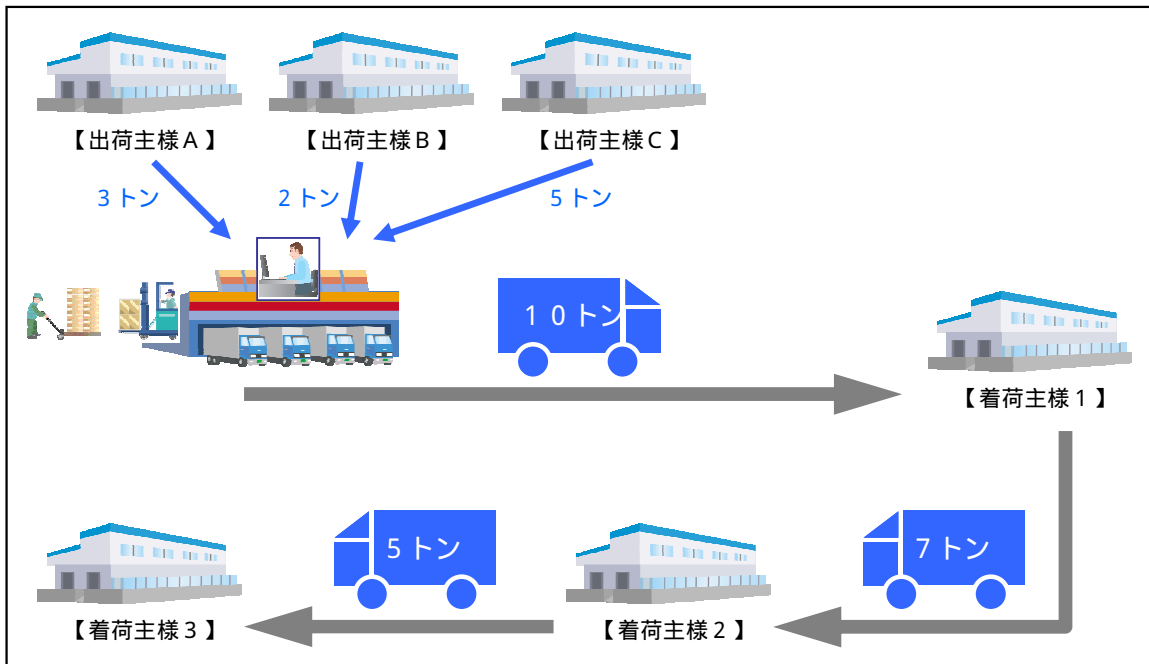 【出荷主様A】
【出荷主様B】
【出荷主様C】
3トン
2トン
5トン
10トン
【着荷主様1】
5トン
7トン
【着荷主様3】
【着荷主様2】